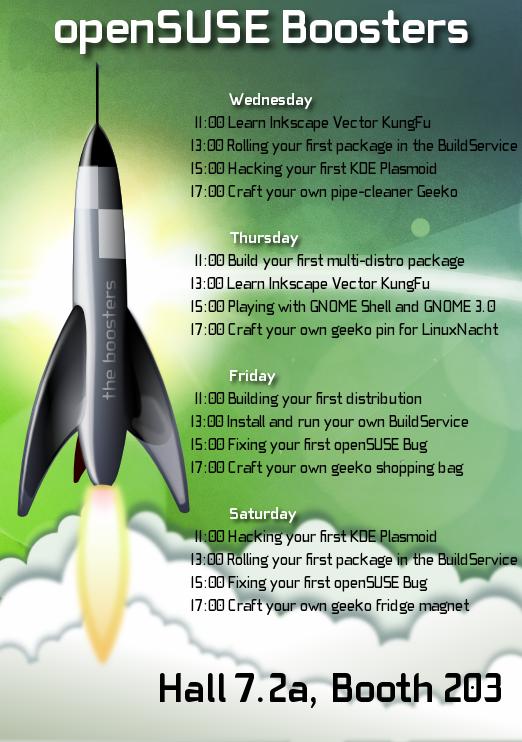 openSUSE Boosters
Wednesday
11:00 Learn Inkscape Vector KungFu
13:00 Rolling your first package in the BuildService
15:00 Hacking your first KDE Plasmoid
17:00 Craft your own pipe-cleaner Geeko
Thursday
11:00 Build your first multi-distro package
13:00 Learn Inkscape Vector KungFu
15:00 Playing with GNOME Shell and GNOME 3.0
17:00 Craft your own geeko pin for LinuxNacht
the boosters
Friday
11:00 Building your first distribution
13:00 Install and run your own BuildService
15:00 Fixing your first openSUSE Bug
17:00 Craft your own geeko shopping bag
Saturday
11:00 Hacking your first KDE Plasmoid
13:00 Rolling your first package in the BuildService
15:00 Fixing your first openSUSE Bug
17:00 Craft your own geeko fridge magnet
Hall 7.2a, Booth 203